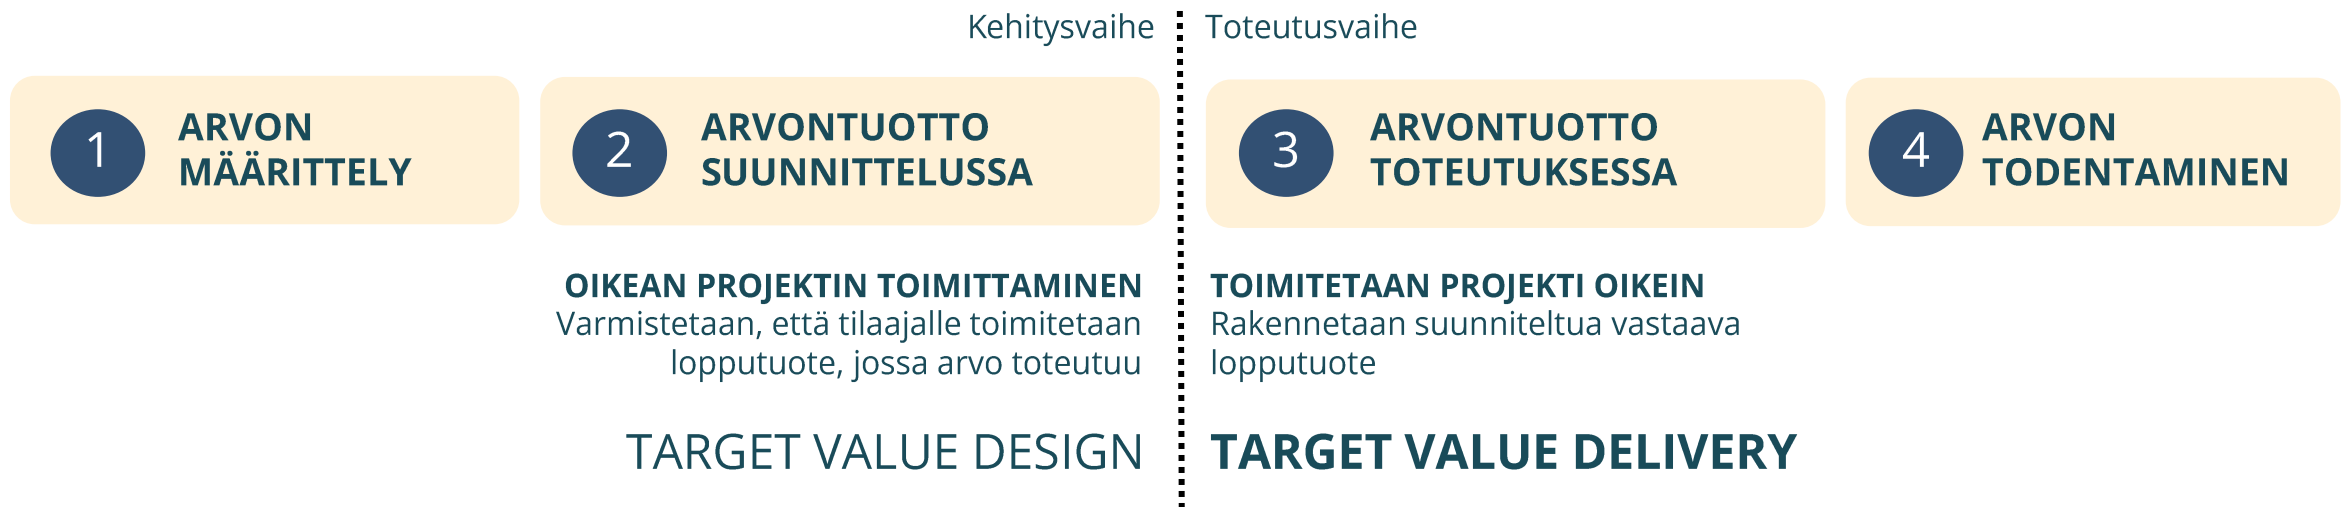 Kehitysvaihe
Toteutusvaihe
1
ARVON
MÄÄRITTELY
2
ARVONTUOTTO
SUUNNITTELUSSA
3
ARVONTUOTTO
TOTEUTUKSESSA
4
ARVON
TODENTAMINEN
OIKEAN PROJEKTIN TOIMITTAMINEN
Varmistetaan, että tilaajalle toimitetaan
lopputuote, jossa arvo toteutuu
TOIMITETAAN PROJEKTI OIKEIN
Rakennetaan suunniteltua vastaava
lopputuote
TARGET VALUE DESIGN
TARGET VALUE DELIVERY